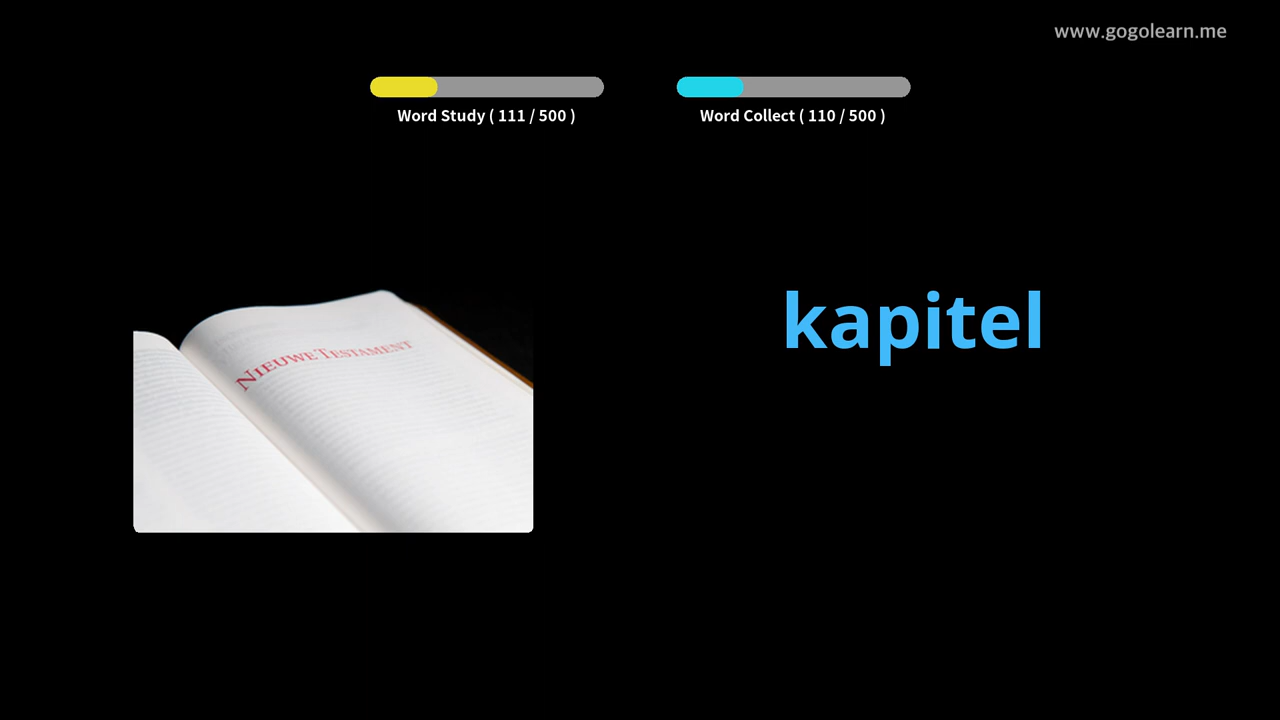 www.gogolearn.me
Word Study ( 111 / 500 )
Word Collect ( 110 / 500 )
kapitel
NIEUWE TESTAMENT